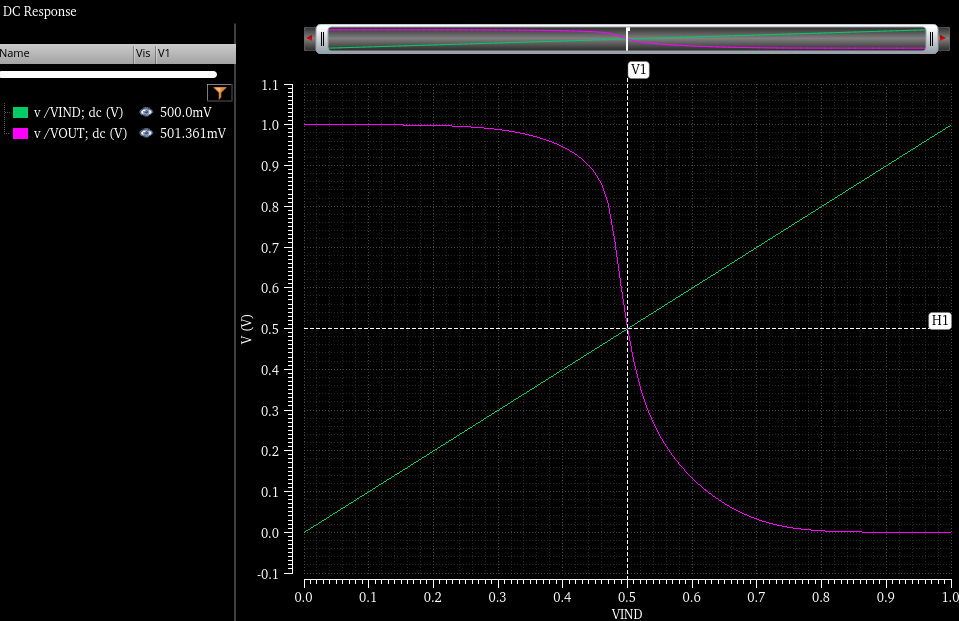 DC Response
Name Vis V1
v /VIND; dc (V) 500.0mV
v /VOUT; dc (V) 501.361mV
V1
1.1
1.0
0.9
0.8
0.7
0.6
0.5
0.4
0.3
0.2
0.1
0.0
-0.1
V (V)
H1
0.0 0.1 0.2 0.3 0.4 0.5 0.6 0.7 0.8 0.9 1.0
VIND